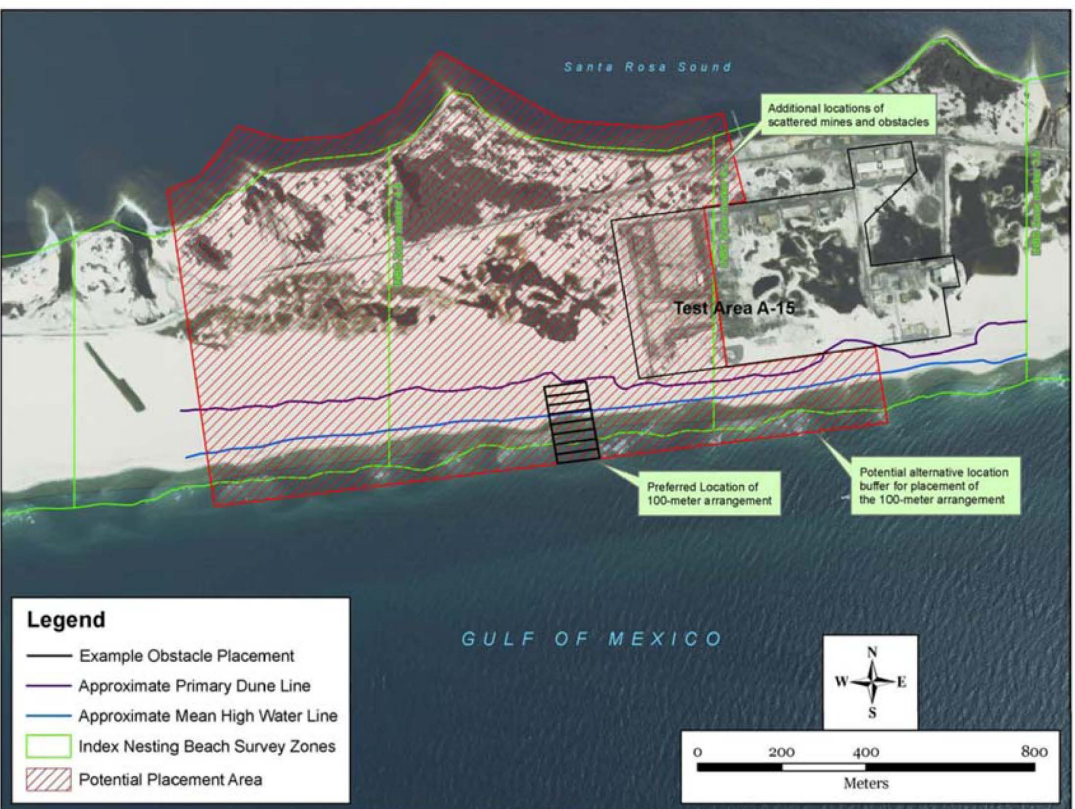 Santa Rosa Sound
Additional locations of
scattered mines and obstacles
Test Area A-15
Preferred Location of
100-meter arrangement
Potential alternative location
buffer for placement of
the 100-meter arrangement
GULF OF MEXICO
Legend
Example Obstacle Placement
Approximate Primary Dune Line
Approximate Mean High Water Line
Index Nesting Beach Survey Zones
Potential Placement Area
N
W E
S
0 200 400 800
Meters